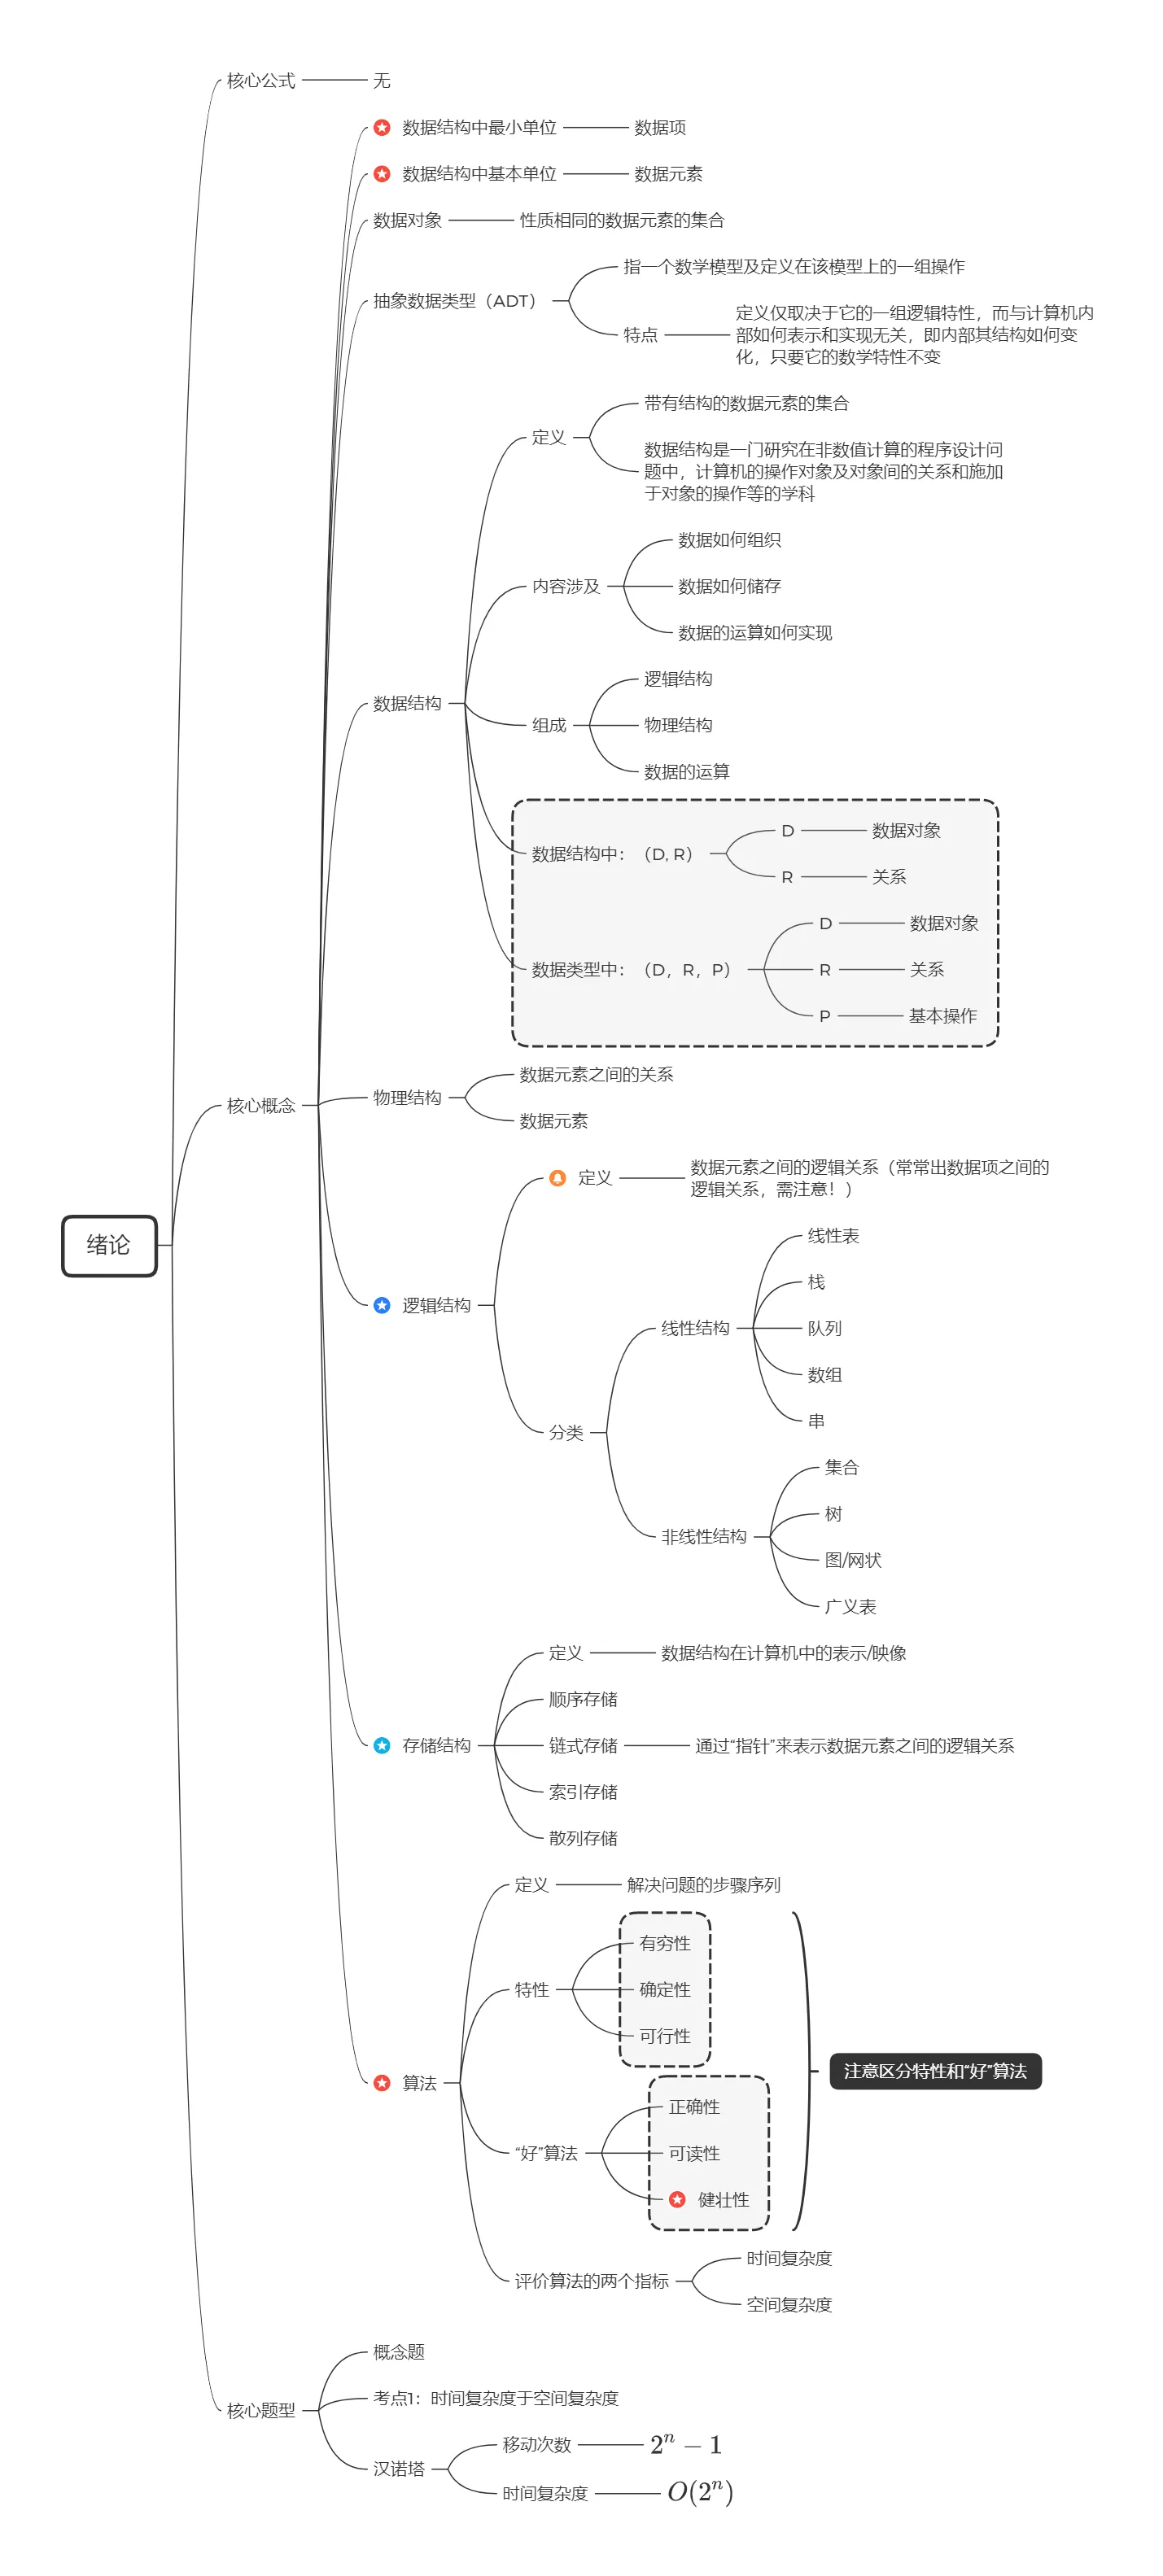 绪论
核心公式
无
核心概念
数据结构中最小单位
数据项
数据结构中基本单位
数据元素
数据对象
性质相同的数据元素的集合
抽象数据类型（ADT）
指一个数学模型及定义在该模型上的一组操作
特点
定义仅取决于它的一组逻辑特性，而与计算机内
部如何表示和实现无关，即内部其结构如何变
化，只要它的数学特性不变
数据结构
定义
带有结构的数据元素的集合
数据结构是一门研究在非数值计算的程序设计问
题中，计算机的操作对象及对象间的关系和施加
于对象的操作等的学科
内容涉及
数据如何组织
数据如何储存
数据的运算如何实现
组成
逻辑结构
物理结构
数据的运算
数据结构中：（D, R）
D
数据对象
R
关系
数据类型中：（D，R，P）
D
数据对象
R
关系
P
基本操作
物理结构
数据元素之间的关系
数据元素
逻辑结构
定义
数据元素之间的逻辑关系（常常出数据项之间的
逻辑关系，需注意！）
分类
线性结构
线性表
栈
队列
数组
串
非线性结构
集合
树
图/网状
广义表
存储结构
定义
数据结构在计算机中的表示/映像
顺序存储
链式存储
通过“指针”来表示数据元素之间的逻辑关系
索引存储
散列存储
算法
定义
解决问题的步骤序列
特性
有穷性
确定性
可行性
“好”算法
正确性
可读性
健壮性
注意区分特性和“好”算法
评价算法的两个指标
时间复杂度
空间复杂度
核心题型
概念题
考点1：时间复杂度于空间复杂度
汉诺塔
移动次数
$2^n - 1$
时间复杂度
$O(2^n)$